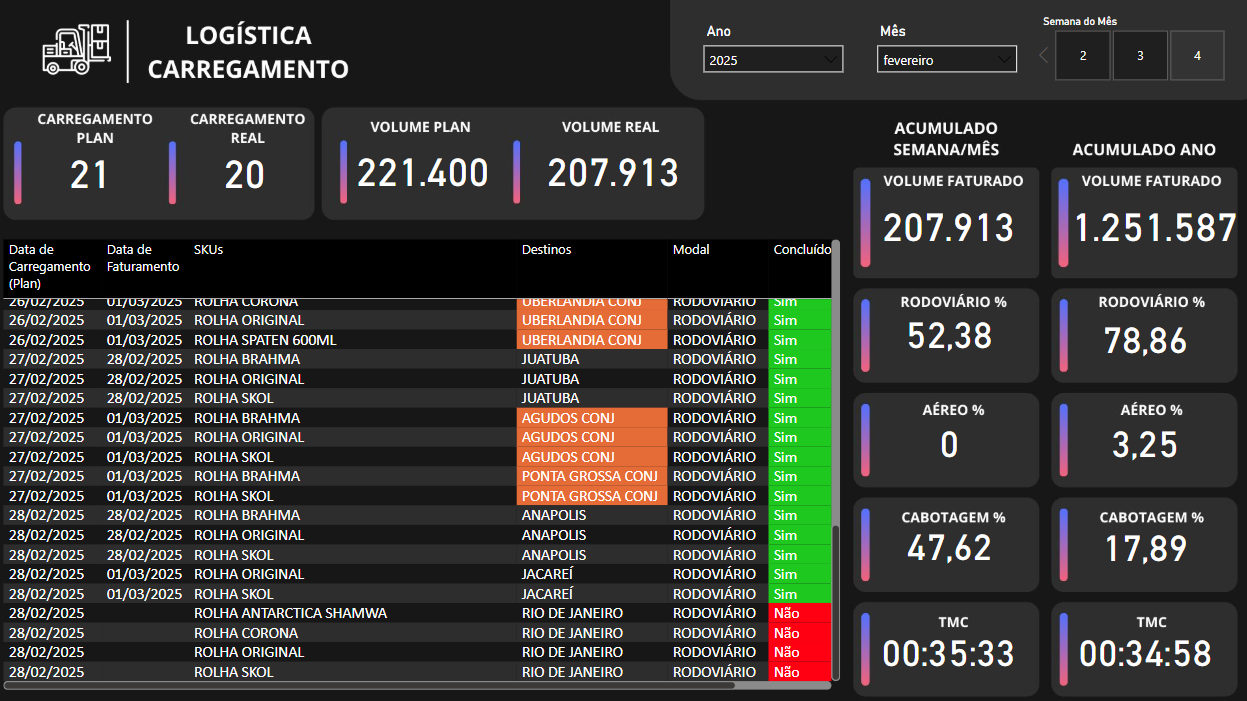 LOGÍSTICA
CARREGAMENTO
Ano
2025
Mês
fevereiro
Semana do Mês
2 3 4
CARREGAMENTO PLAN
21
CARREGAMENTO REAL
20
VOLUME PLAN
221.400
VOLUME REAL
207.913
Data de Carregamento (Plan) Data de Faturamento SKUs Destinos Modal Concluído
26/02/2025 01/03/2025 ROLHA CORONA UBERLANDIA CONJ RODOVIÁRIO Sim
26/02/2025 01/03/2025 ROLHA ORIGINAL UBERLANDIA CONJ RODOVIÁRIO Sim
26/02/2025 01/03/2025 ROLHA SPATEN 600ML UBERLANDIA CONJ RODOVIÁRIO Sim
27/02/2025 28/02/2025 ROLHA BRAHMA JUATUBA RODOVIÁRIO Sim
27/02/2025 28/02/2025 ROLHA ORIGINAL JUATUBA RODOVIÁRIO Sim
27/02/2025 28/02/2025 ROLHA SKOL JUATUBA RODOVIÁRIO Sim
27/02/2025 01/03/2025 ROLHA BRAHMA AGUDOS CONJ RODOVIÁRIO Sim
27/02/2025 01/03/2025 ROLHA ORIGINAL AGUDOS CONJ RODOVIÁRIO Sim
27/02/2025 01/03/2025 ROLHA SKOL AGUDOS CONJ RODOVIÁRIO Sim
27/02/2025 01/03/2025 ROLHA BRAHMA PONTA GROSSA CONJ RODOVIÁRIO Sim
27/02/2025 01/03/2025 ROLHA SKOL PONTA GROSSA CONJ RODOVIÁRIO Sim
28/02/2025 28/02/2025 ROLHA BRAHMA ANAPOLIS RODOVIÁRIO Sim
28/02/2025 28/02/2025 ROLHA ORIGINAL ANAPOLIS RODOVIÁRIO Sim
28/02/2025 28/02/2025 ROLHA SKOL ANAPOLIS RODOVIÁRIO Sim
28/02/2025 01/03/2025 ROLHA ORIGINAL JACAREÍ RODOVIÁRIO Sim
28/02/2025 01/03/2025 ROLHA SKOL JACAREÍ RODOVIÁRIO Sim
28/02/2025 ROLHA ANTARCTICA SHAMWA RIO DE JANEIRO RODOVIÁRIO Não
28/02/2025 ROLHA CORONA RIO DE JANEIRO RODOVIÁRIO Não
28/02/2025 ROLHA ORIGINAL RIO DE JANEIRO RODOVIÁRIO Não
28/02/2025 ROLHA SKOL RIO DE JANEIRO RODOVIÁRIO Não
ACUMULADO
SEMANA/MÊS
VOLUME FATURADO
207.913
RODOVIÁRIO %
52,38
AÉREO %
0
CABOTAGEM %
47,62
TMC
00:35:33
ACUMULADO ANO
VOLUME FATURADO
1.251.587
RODOVIÁRIO %
78,86
AÉREO %
3,25
CABOTAGEM %
17,89
TMC
00:34:58